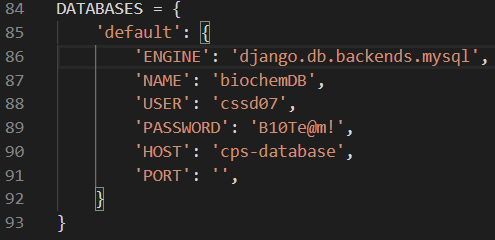 84 DATABASES = {
85 'default': {
86 'ENGINE': 'django.db.backends.mysql',
87 'NAME': 'biochemDB',
88 'USER': 'cssd07',
89 'PASSWORD': 'B10Te@m!',
90 'HOST': 'cps-database',
91 'PORT': '',
92 }
93 }